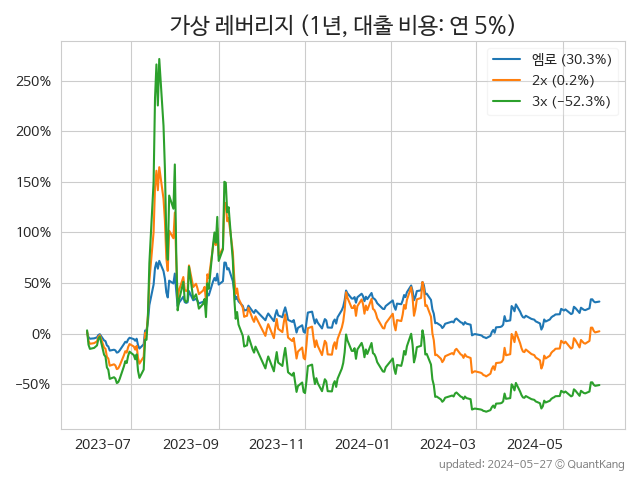 가상 레버리지 (1년, 대출 비용: 연 5%)
엠로 (30.3%)
2x (0.2%)
3x (−52.3%)
250%
200%
150%
100%
50%
0%
−50%
2023-07
2023-09
2023-11
2024-01
2024-03
2024-05
updated: 2024-05-27 © QuantKang